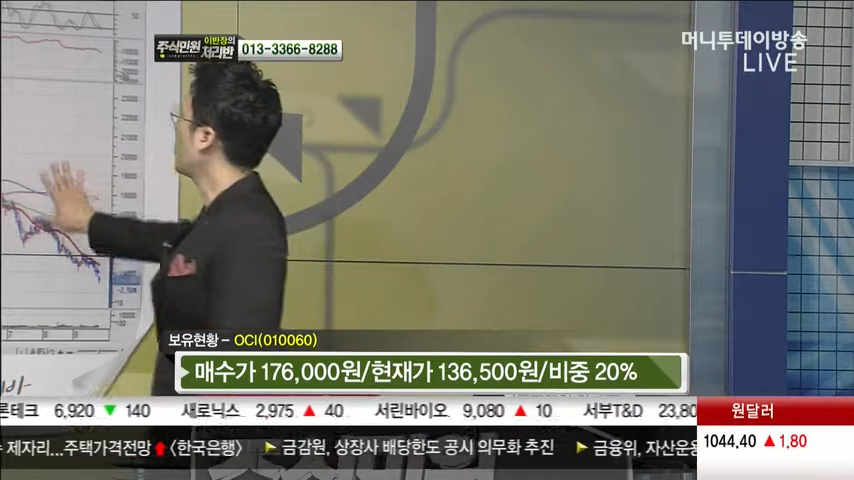 주식민원 이반장의 처리반 013-3366-8288
머니투데이방송
LIVE
보유현황 - OCI(010060)
매수가 176,000원/현재가 136,500원/비중 20%
론테크 6,920 ▼ 140 새로닉스 2,975 ▲ 40 서린바이오 9,080 ▲ 10 서부T&D 23,80
원달러
1044.40 ▲ 1.80
제자리...주택가격전망⬆〈한국은행〉 ▶ 금감원, 상장사 배당한도 공시 의무화 추진 ▶ 금융위, 자산운용